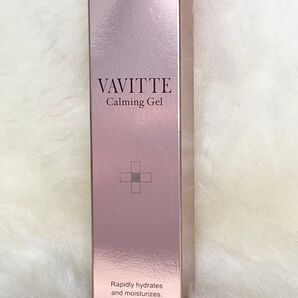 VAVITTE
Calming Gel
Rapidly hydrates
and moisturizes